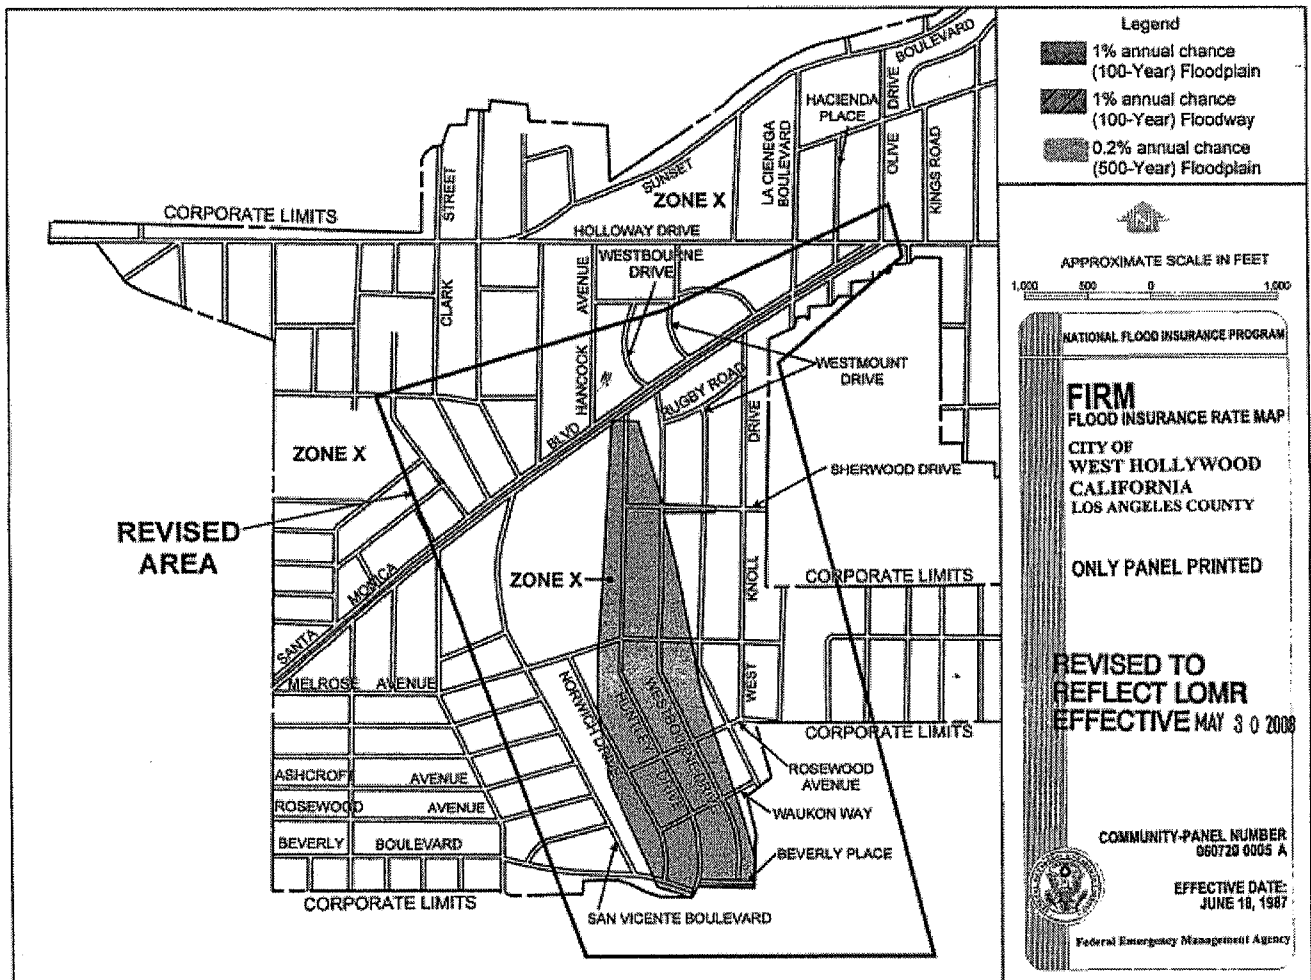 Legend
1% annual chance
(100-Year) Floodplain
1% annual chance
(100-Year) Floodway
0.2% annual chance
(500-Year) Floodplain
N
APPROXIMATE SCALE IN FEET
1,000 500 0 1,000
NATIONAL FLOOD INSURANCE PROGRAM
FIRM
FLOOD INSURANCE RATE MAP
CITY OF
WEST HOLLYWOOD
CALIFORNIA
LOS ANGELES COUNTY
ONLY PANEL PRINTED
REVISED TO
REFLECT LOMR
EFFECTIVE MAY 30 2008
COMMUNITY-PANEL NUMBER
060720 0005 A
EFFECTIVE DATE:
JUNE 18, 1987
Federal Emergency Management Agency
BOULEVARD
HACIENDA
PLACE
OLIVE DRIVE
KINGS ROAD
LA CIENEGA
BOULEVARD
SUNSET
ZONE X
STREET
CLARK
CORPORATE LIMITS
HOLLOWAY DRIVE
WESTBOURNE
DRIVE
HANCOCK AVENUE
WESTMOUNT
DRIVE
RUGBY ROAD
BLVD
ZONE X
DRIVE
SHERWOOD DRIVE
REVISED
AREA
ZONE X
CORPORATE LIMITS
KNOLL
MONICA
SANTA
WEST
MELROSE AVENUE
NORWICH DRIVE
HUNTLEY DRIVE
WESTBOURNE DRIVE
CORPORATE LIMITS
ROSEWOOD
AVENUE
ASHCROFT AVENUE
ROSEWOOD AVENUE
WAUKON WAY
BEVERLY BOULEVARD
BEVERLY PLACE
CORPORATE LIMITS
SAN VICENTE BOULEVARD